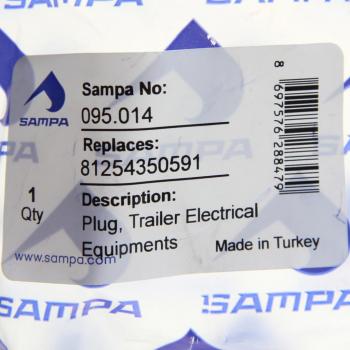 SAMPA
SAMPA
Sampa No:
095.014
Replaces:
81254350591
1
Qty
Description:
Plug, Trailer Electrical
Equipments
Made in Turkey
www.sampa.com
8 697576 288479
SAMPA
SAMPA